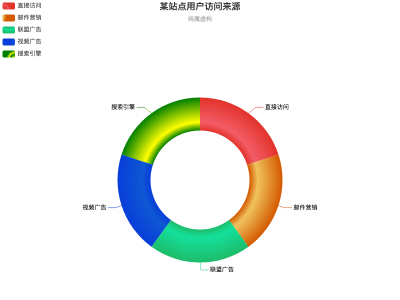 某站点用户访问来源
纯属虚构
直接访问
邮件营销
联盟广告
视频广告
搜索引擎
搜索引擎
直接访问
视频广告
邮件营销
联盟广告